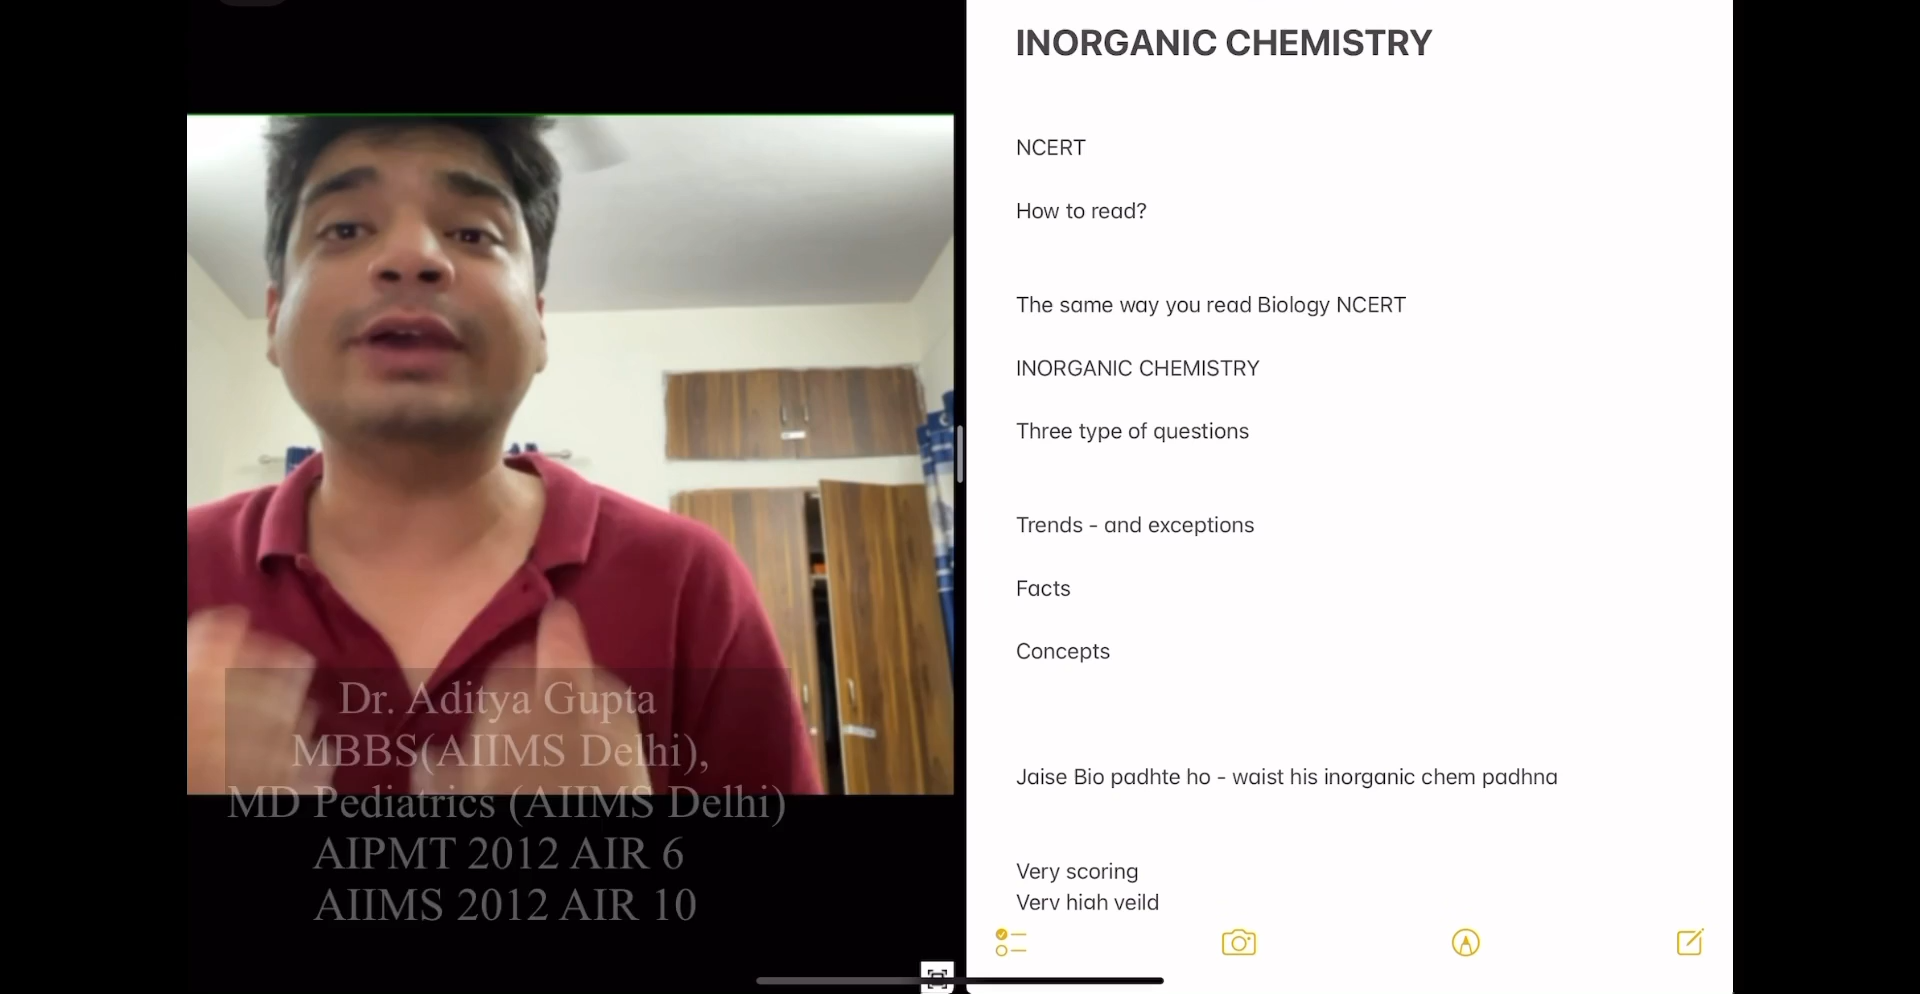 Dr. Aditya Gupta
MBBS(AIIMS Delhi),
MD Pediatrics (AIIMS Delhi)
AIPMT 2012 AIR 6
AIIMS 2012 AIR 10
INORGANIC CHEMISTRY
NCERT
How to read?
The same way you read Biology NCERT
INORGANIC CHEMISTRY
Three type of questions
Trends - and exceptions
Facts
Concepts
Jaise Bio padhte ho - waist his inorganic chem padhna
Very scoring
Very high veild